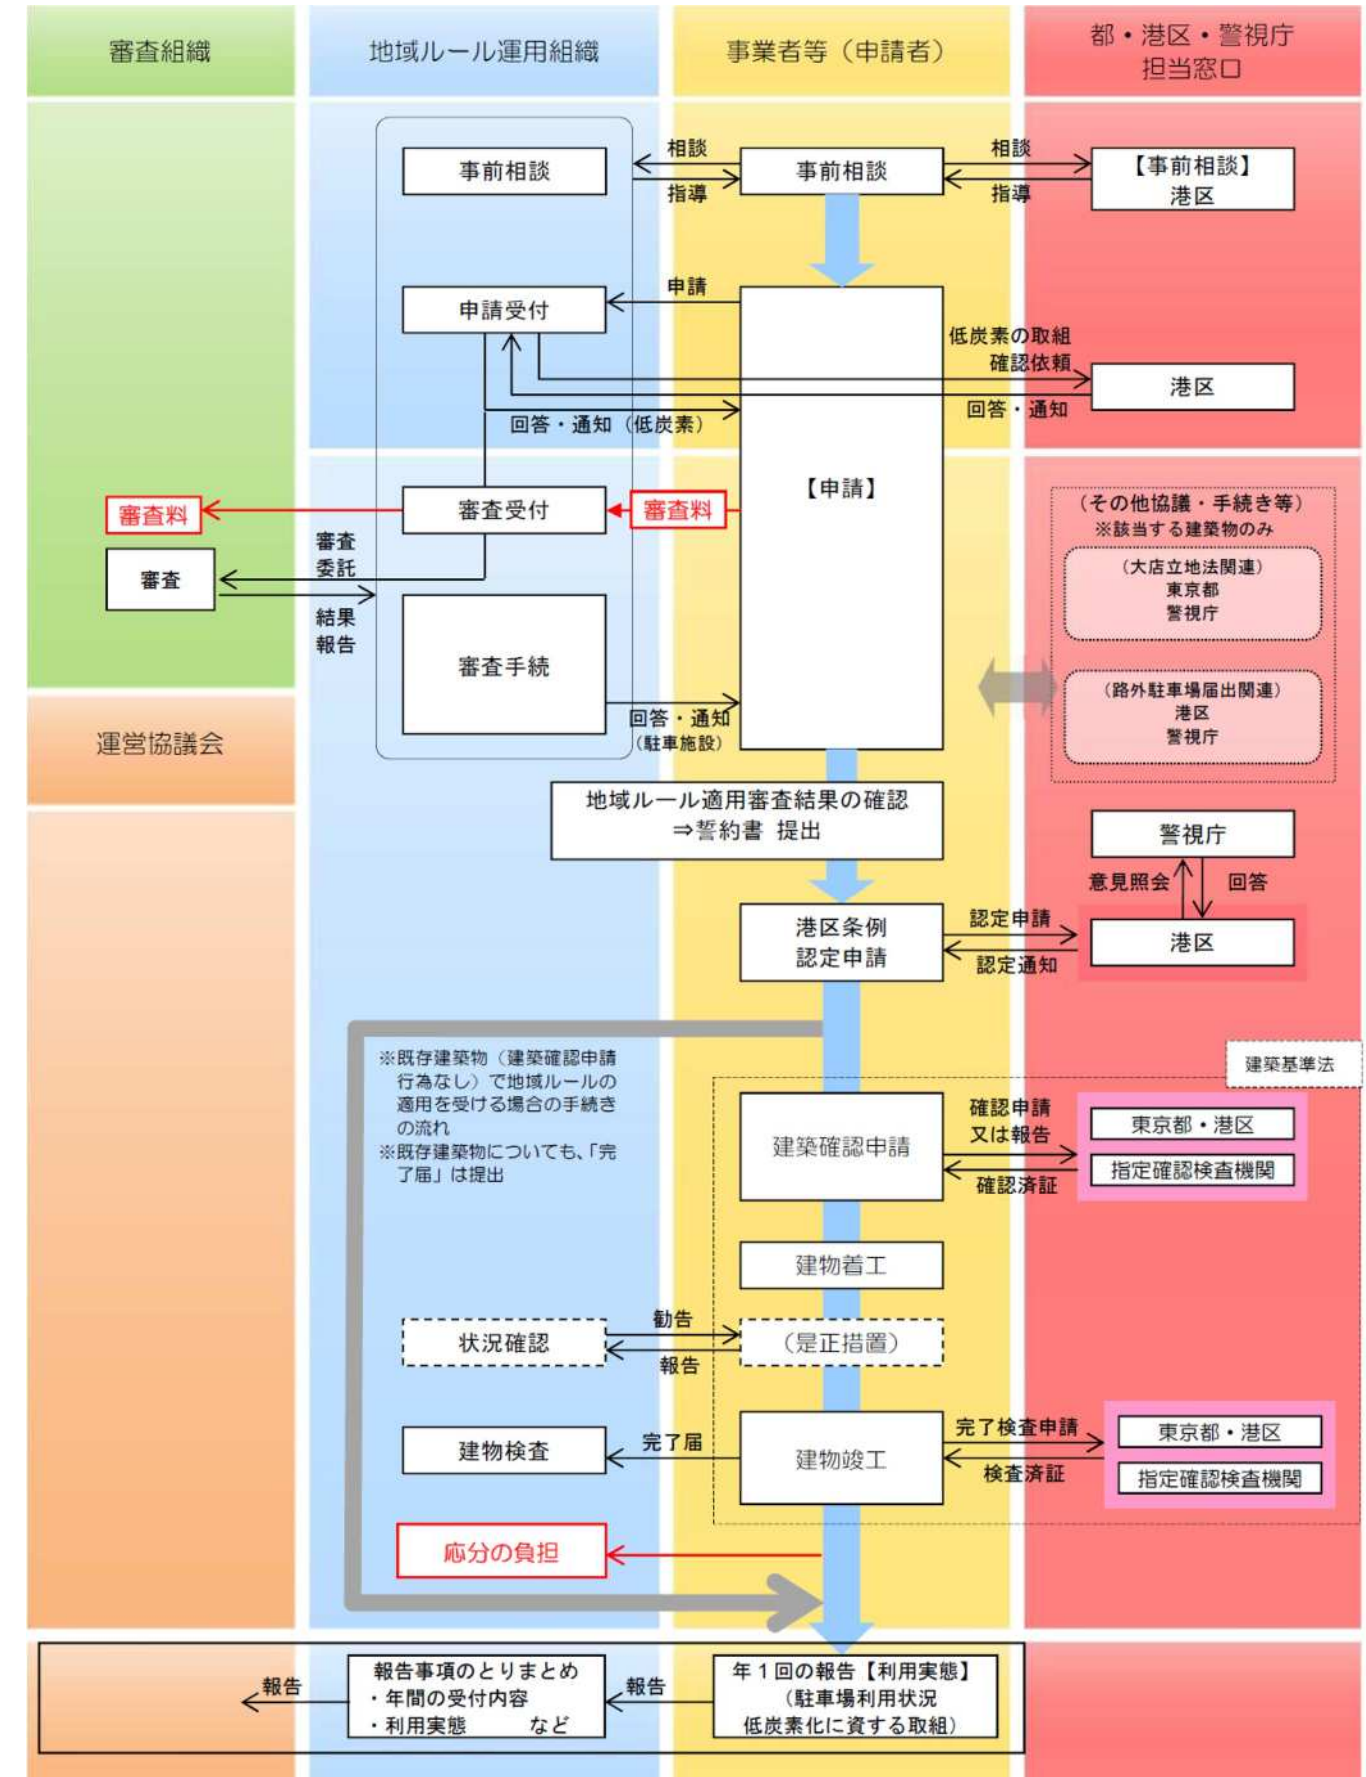 審査組織
地域ルール運用組織
事業者等（申請者）
都・港区・警視庁
担当窓口
事前相談
相談
指導
事前相談
相談
指導
【事前相談】
港区
申請受付
申請
低炭素の取組
確認依頼
港区
回答・通知
回答・通知（低炭素）
【申請】
審査料
審査受付
審査料
審査
委託
審査
結果
報告
審査手続
回答・通知
（駐車施設）
（その他協議・手続き等）
※該当する建築物のみ
（大店立地法関連）
東京都
警視庁
（路外駐車場届出関連）
港区
警視庁
運営協議会
地域ルール適用審査結果の確認
⇒誓約書 提出
警視庁
意見照会
回答
港区条例
認定申請
認定申請
認定通知
港区
※既存建築物（建築確認申請
行為なし）で地域ルールの
適用を受ける場合の手続き
の流れ
※既存建築物についても、「完
了届」は提出
建築基準法
建築確認申請
確認申請
又は報告
確認済証
東京都・港区
指定確認検査機関
建物着工
状況確認
勧告
報告
（是正措置）
建物検査
完了届
建物竣工
完了検査申請
検査済証
東京都・港区
指定確認検査機関
応分の負担
報告
報告事項のとりまとめ
・年間の受付内容
・利用実態 など
報告
年１回の報告【利用実態】
（駐車場利用状況
低炭素化に資する取組）